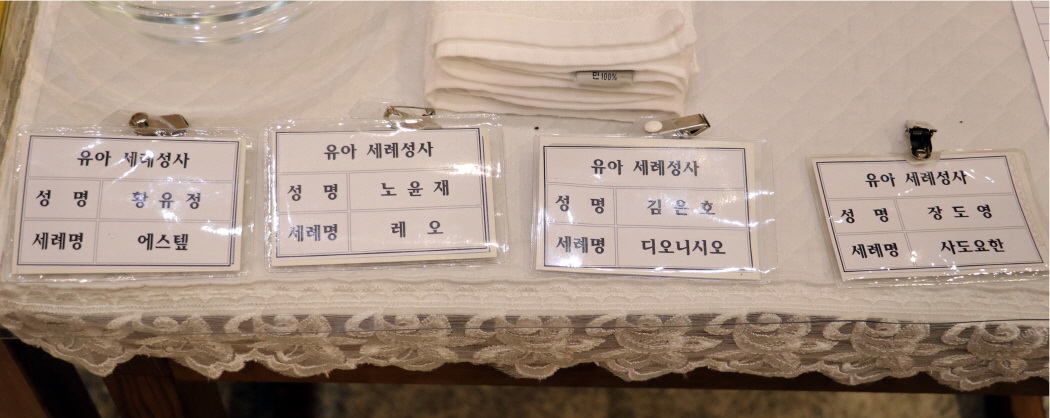 면 100%
유아 세례성사
성 명 황유정
세례명 에스텔
유아 세례성사
성 명 노윤재
세례명 레 오
유아 세례성사
성 명 김은호
세례명 디오니시오
유아 세례성사
성 명 장도영
세례명 사도요한